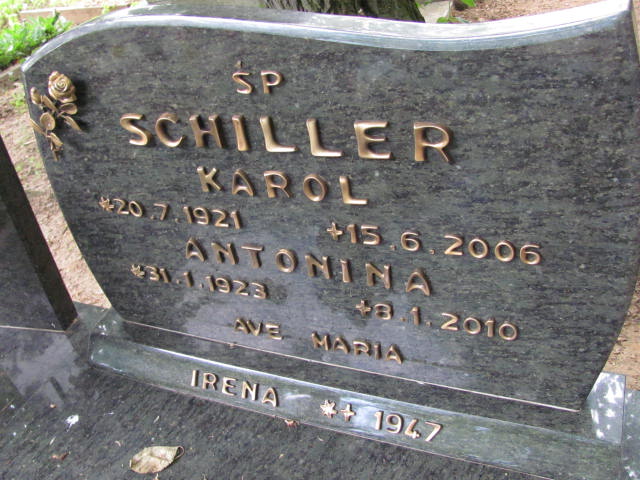 ŚP
SCHILLER
KAROL
*20.7.1921 +15.6.2006
ANTONINA
*31.1.1923 +8.1.2010
AVE MARIA
IRENA *+ 1947